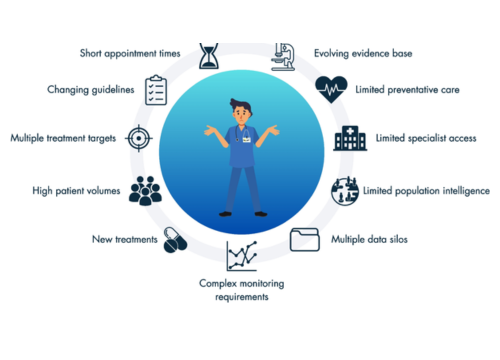 Short appointment times
Evolving evidence base
Changing guidelines
Limited preventative care
Multiple treatment targets
Limited specialist access
High patient volumes
Limited population intelligence
New treatments
Multiple data silos
Complex monitoring
requirements